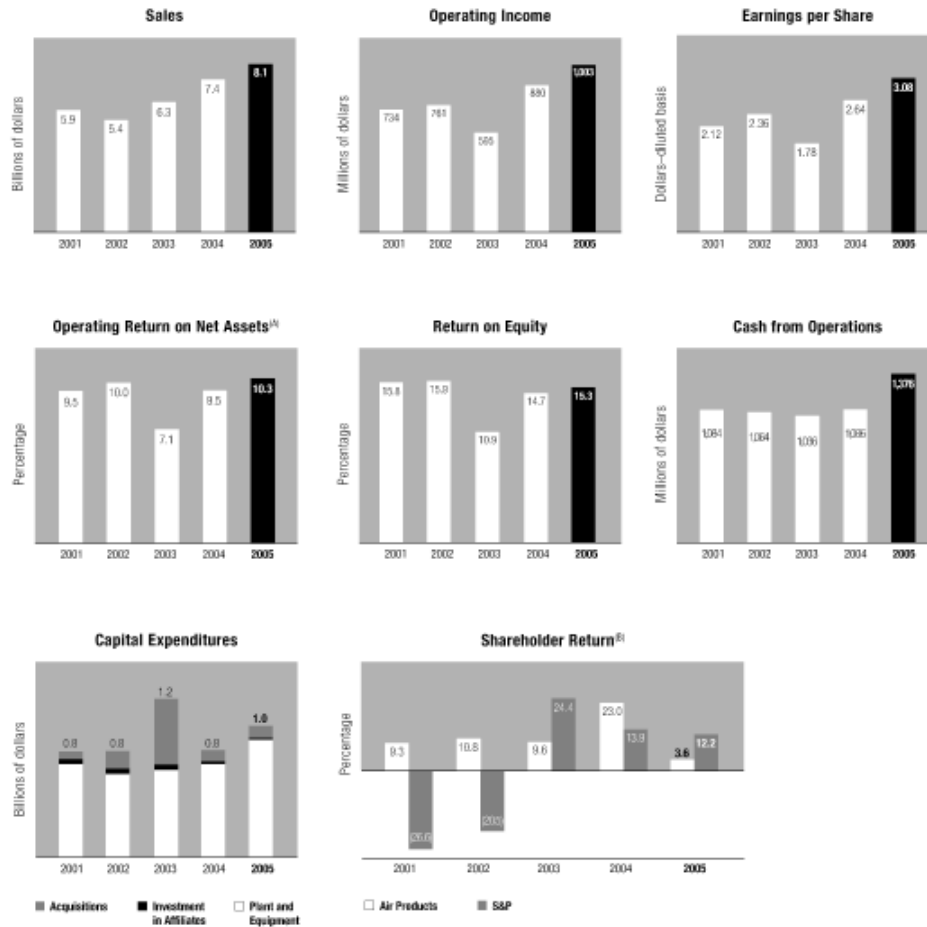 Sales
Operating Income
Earnings per Share
Billions of dollars
5.9
5.4
6.3
7.4
8.1
2001 2002 2003 2004 2005
Millions of dollars
734
761
595
880
1,003
2001 2002 2003 2004 2005
Dollars–diluted basis
2.12
2.36
1.78
2.64
3.08
2001 2002 2003 2004 2005
Operating Return on Net Assets(A)
Return on Equity
Cash from Operations
Percentage
9.5
10.0
7.1
9.5
10.3
2001 2002 2003 2004 2005
Percentage
15.8
15.9
10.9
14.7
15.3
2001 2002 2003 2004 2005
Millions of dollars
1,084
1,064
1,036
1,376
2001 2002 2003 2004 2005
Capital Expenditures
Shareholder Return(B)
Billions of dollars
0.8
0.8
1.2
0.8
1.0
2001 2002 2003 2004 2005
Acquisitions
Investment
in Affiliates
Plant and
Equipment
Percentage
9.3
10.8
9.6
24.4
23.0
13.9
3.6
12.2
(26.6)
(20.5)
2001 2002 2003 2004 2005
Air Products
S&P